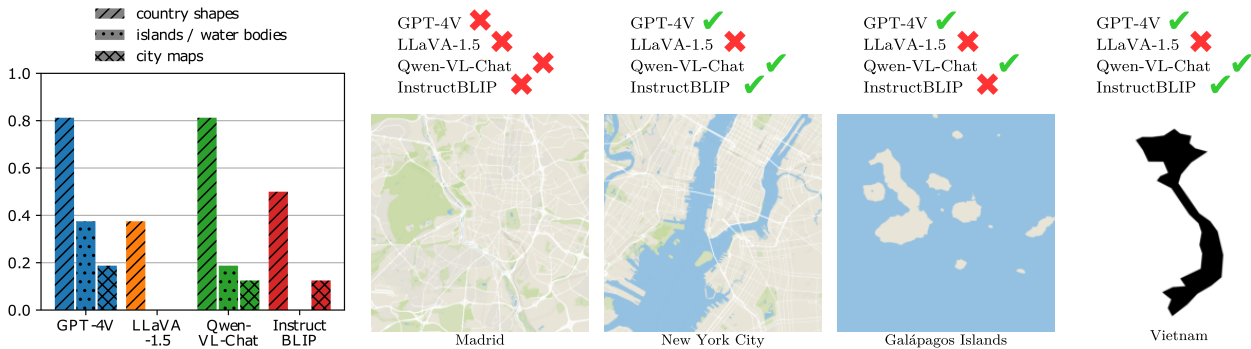 country shapes
islands / water bodies
city maps
1.0
0.8
0.6
0.4
0.2
0.0
GPT-4V
LLaVA
-1.5
Qwen-
VL-Chat
Instruct
BLIP
GPT-4V ✖
LLaVA-1.5 ✖
Qwen-VL-Chat ✖
InstructBLIP ✖
Madrid
GPT-4V ✔
LLaVA-1.5 ✖
Qwen-VL-Chat ✔
InstructBLIP ✔
New York City
GPT-4V ✔
LLaVA-1.5 ✖
Qwen-VL-Chat ✔
InstructBLIP ✖
Galápagos Islands
GPT-4V ✔
LLaVA-1.5 ✖
Qwen-VL-Chat ✔
InstructBLIP ✔
Vietnam